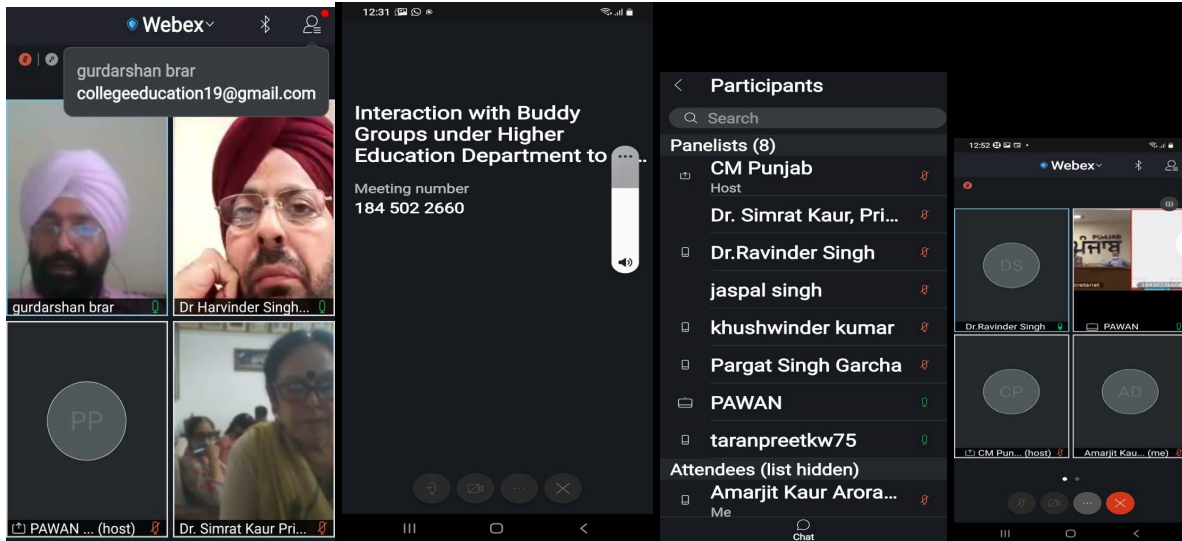 Webex
gurdarshan brar
collegeeducation19@gmail.com
gurdarshan brar
Dr Harvinder Singh...
PP
PAWAN ... (host)
Dr. Simrat Kaur Pri...
12:31
Interaction with Buddy
Groups under Higher
Education Department to
Meeting number
184 502 2660
Participants
Search
Panelists (8)
CM Punjab
Host
Dr. Simrat Kaur, Pri...
Dr.Ravinder Singh
jaspal singh
khushwinder kumar
Pargat Singh Garcha
PAWAN
taranpreetkw75
Attendees (list hidden)
Amarjit Kaur Arora...
Me
Chat
12:52
Webex
DS
PUNJAB
ਪੰਜਾਬ
Dr.Ravinder Singh
PAWAN
CP
AD
CM Pun... (host)
Amarjit Kau... (me)